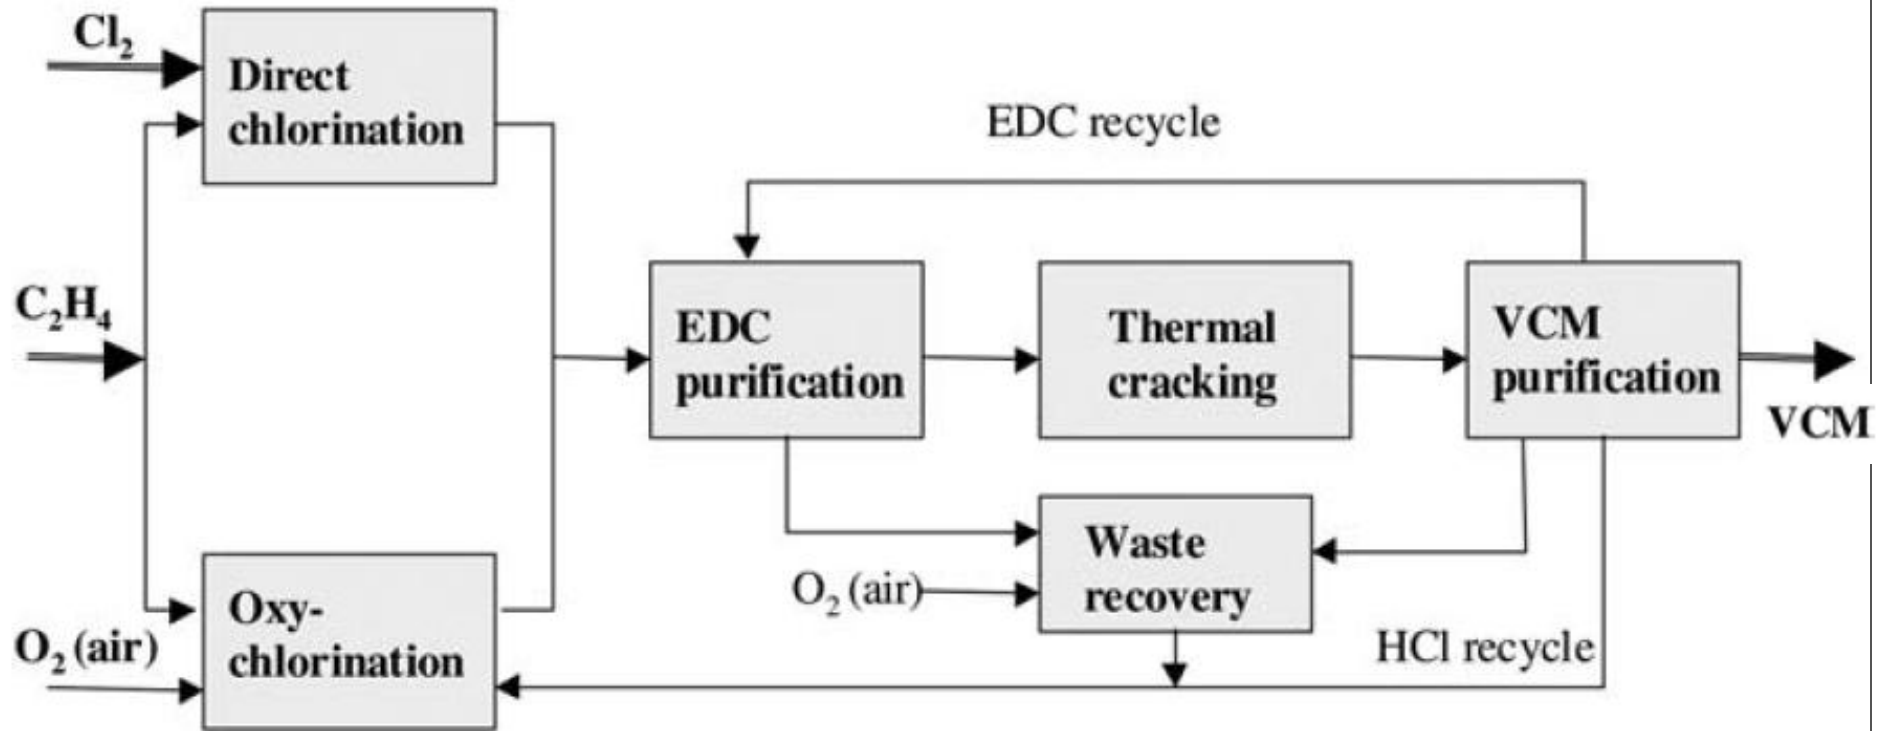 Cl₂
Direct
chlorination
EDC recycle
C₂H₄
EDC
purification
Thermal
cracking
VCM
purification
VCM
Waste
recovery
O₂ (air)
Oxy-
chlorination
O₂ (air)
HCl recycle